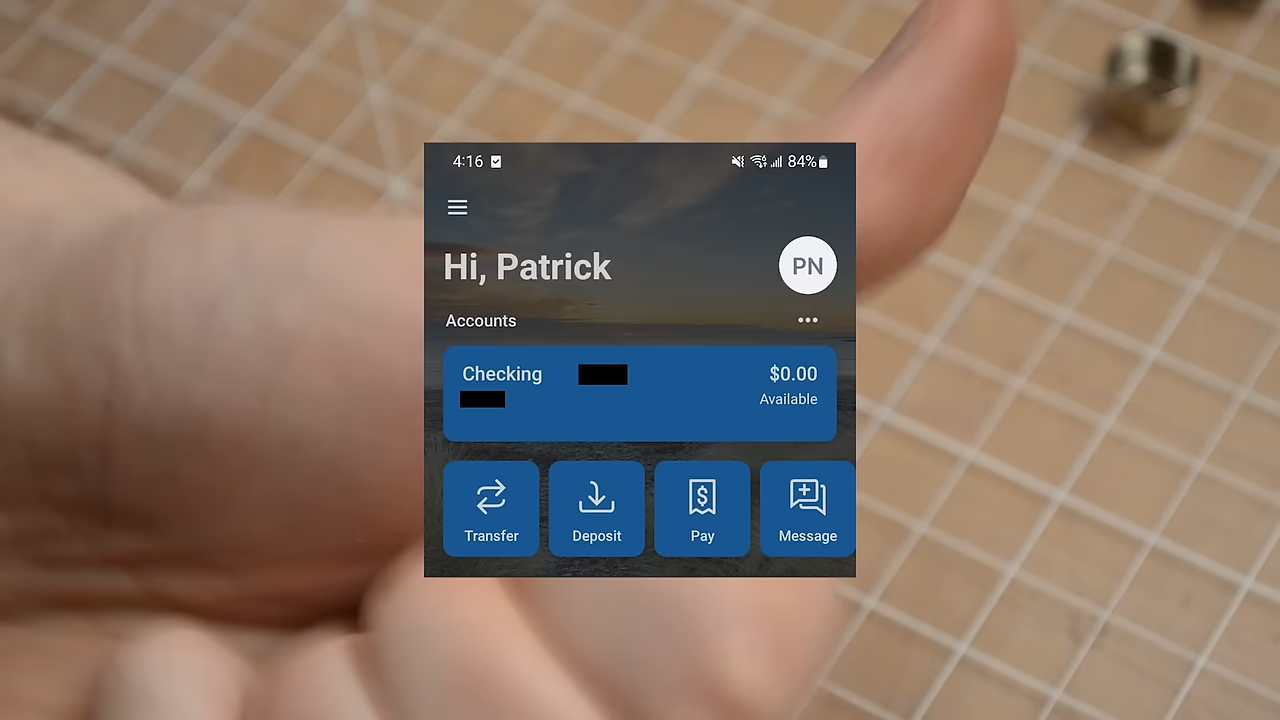 4:16 84%
Hi, Patrick PN
Accounts
Checking $0.00
Available
Transfer Deposit Pay Message